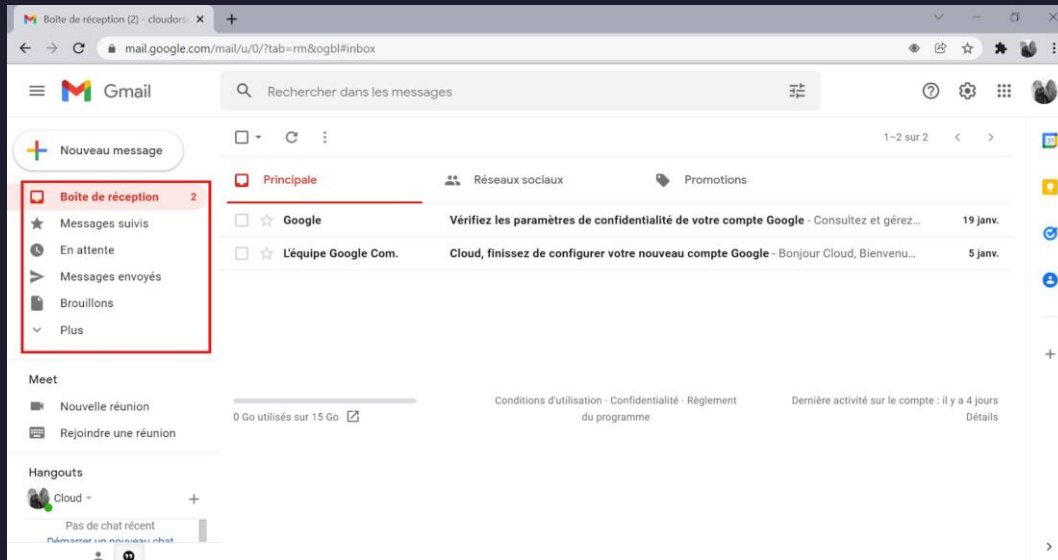 Boîte de réception (2) - cloudors
mail.google.com/mail/u/0/?tab=rm&ogbl#inbox
Gmail
Rechercher dans les messages
Nouveau message
1–2 sur 2
Boîte de réception 2
Messages suivis
En attente
Messages envoyés
Brouillons
Plus
Principale
Réseaux sociaux
Promotions
Google Vérifiez les paramètres de confidentialité de votre compte Google - Consultez et gérez... 19 janv.
L'équipe Google Com. Cloud, finissez de configurer votre nouveau compte Google - Bonjour Cloud, Bienvenu... 5 janv.
Meet
Nouvelle réunion
Rejoindre une réunion
0 Go utilisés sur 15 Go
Conditions d'utilisation · Confidentialité · Règlement
du programme
Dernière activité sur le compte : il y a 4 jours
Détails
Hangouts
Cloud
Pas de chat récent
Démarrer un nouveau chat